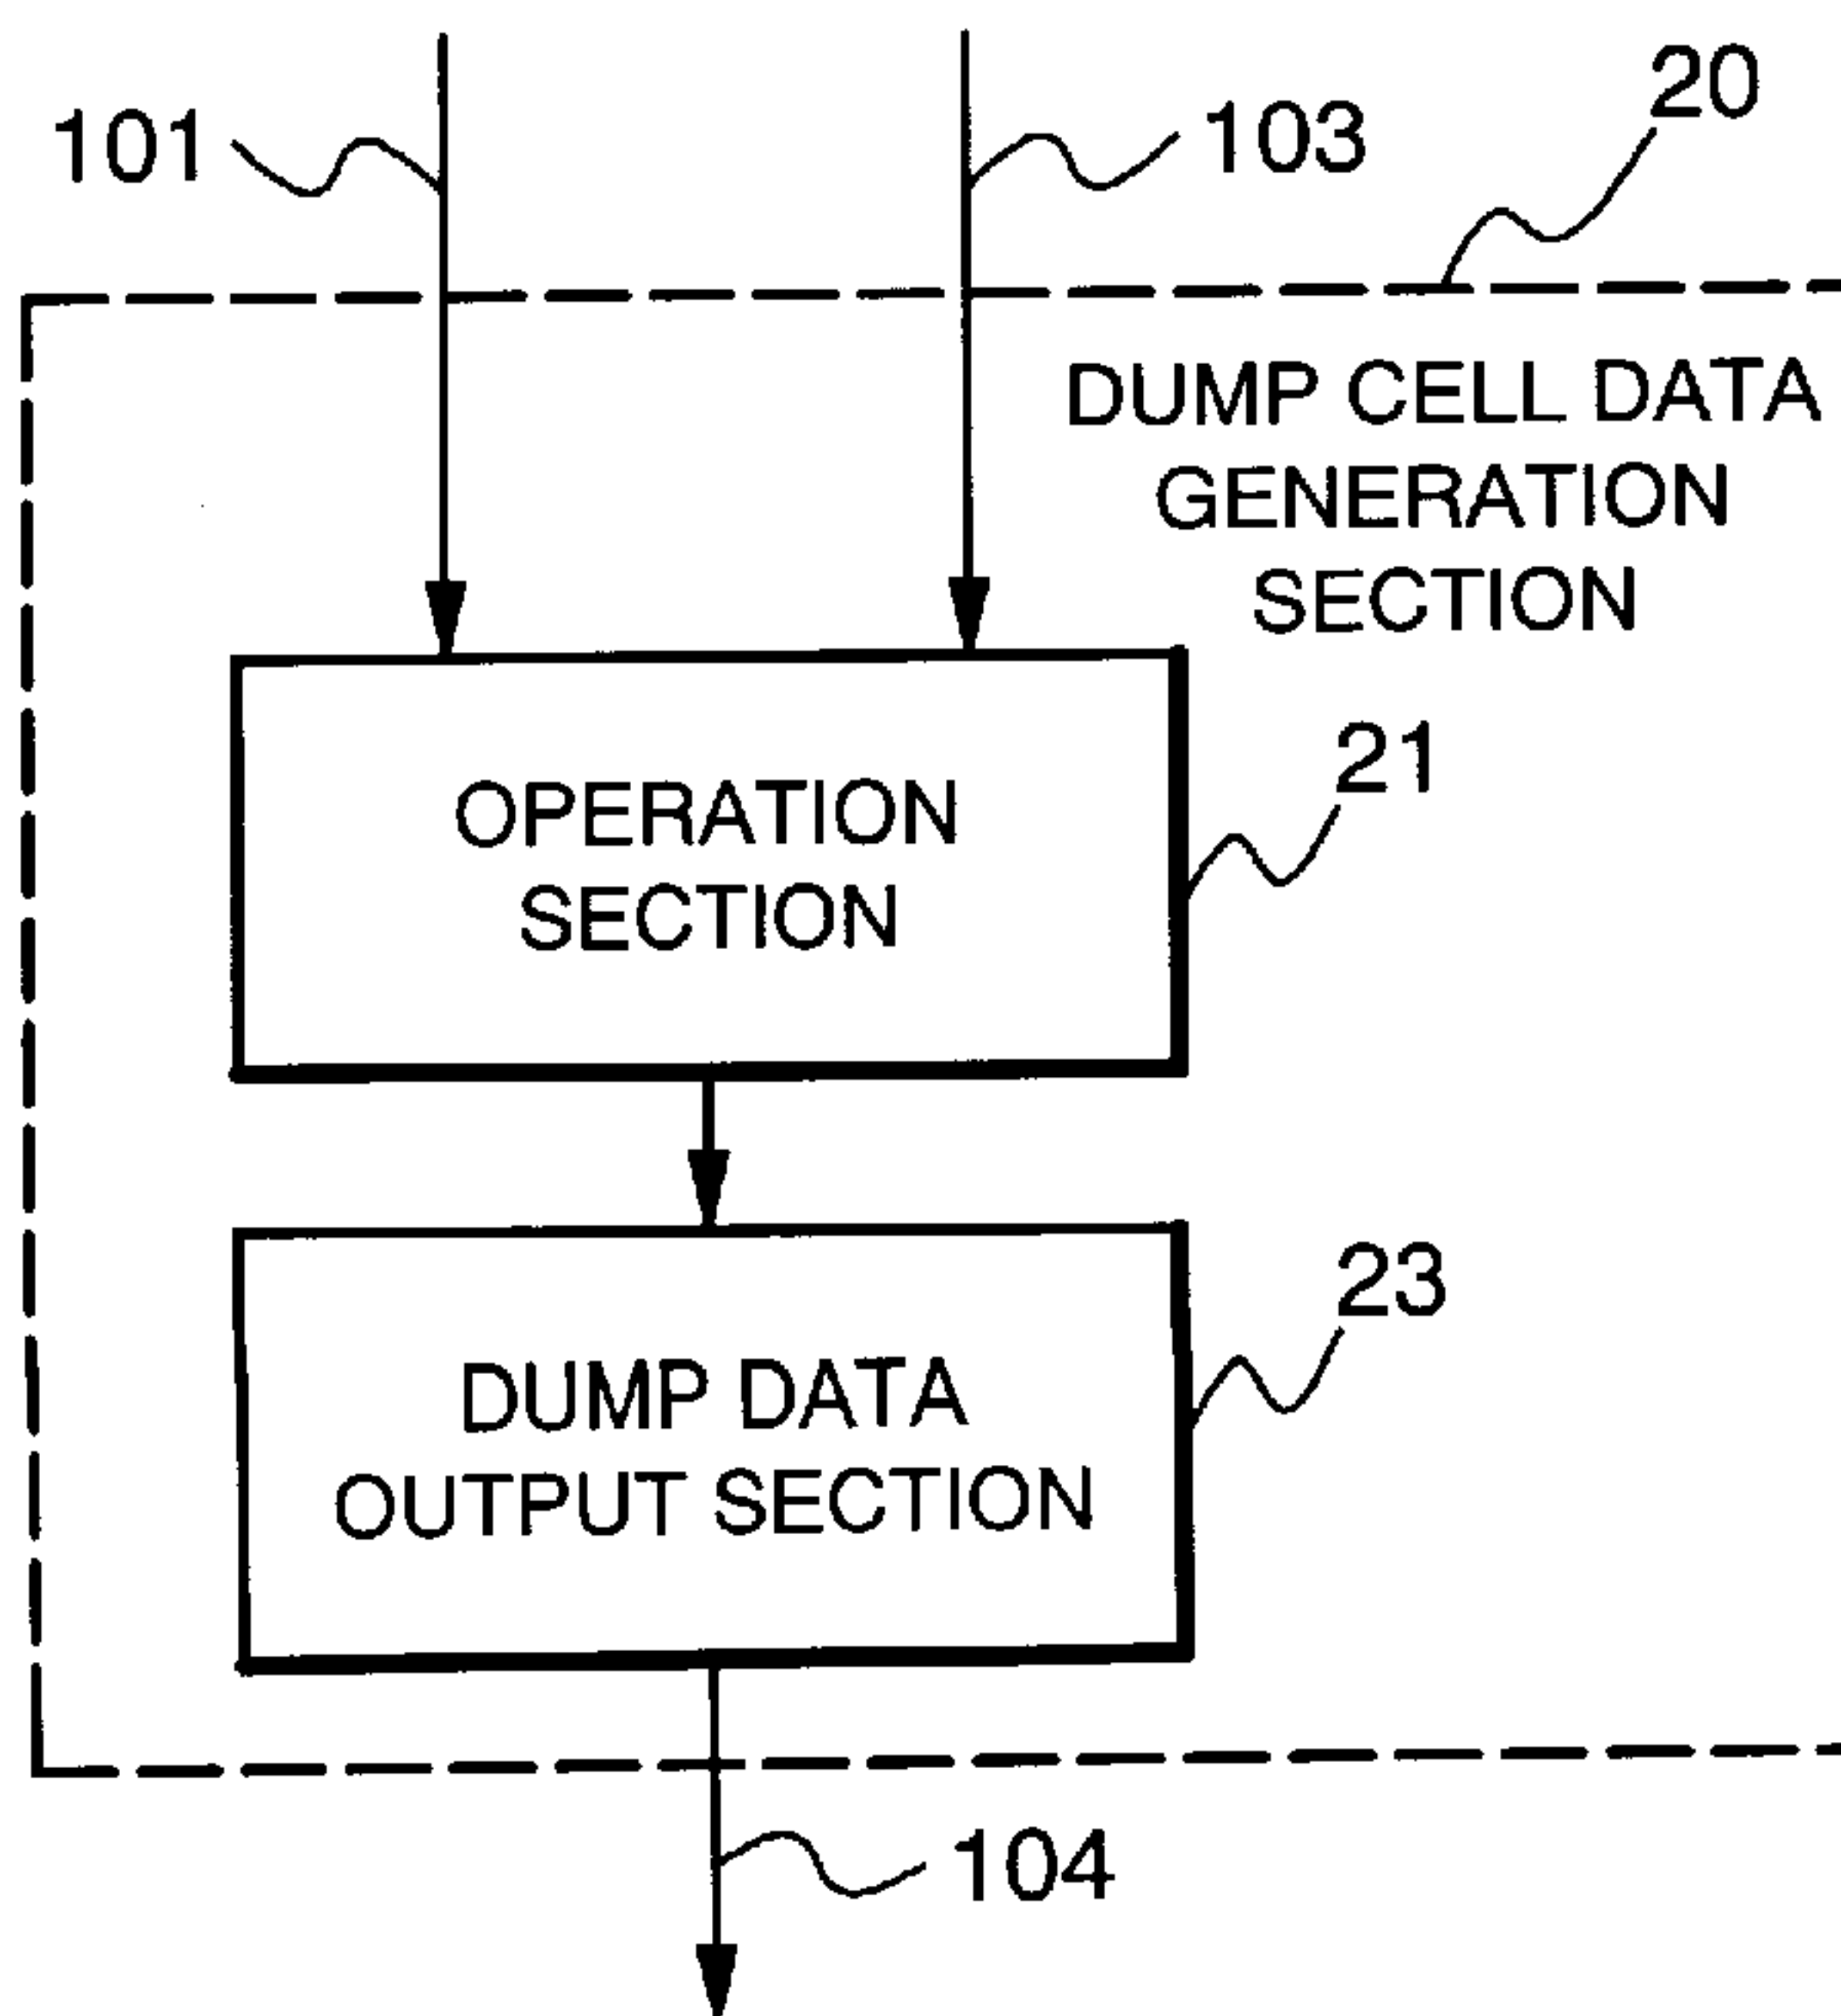 20
101
103
DUMP CELL DATA
GENERATION
SECTION
21
OPERATION
SECTION
23
DUMP DATA
OUTPUT SECTION
104